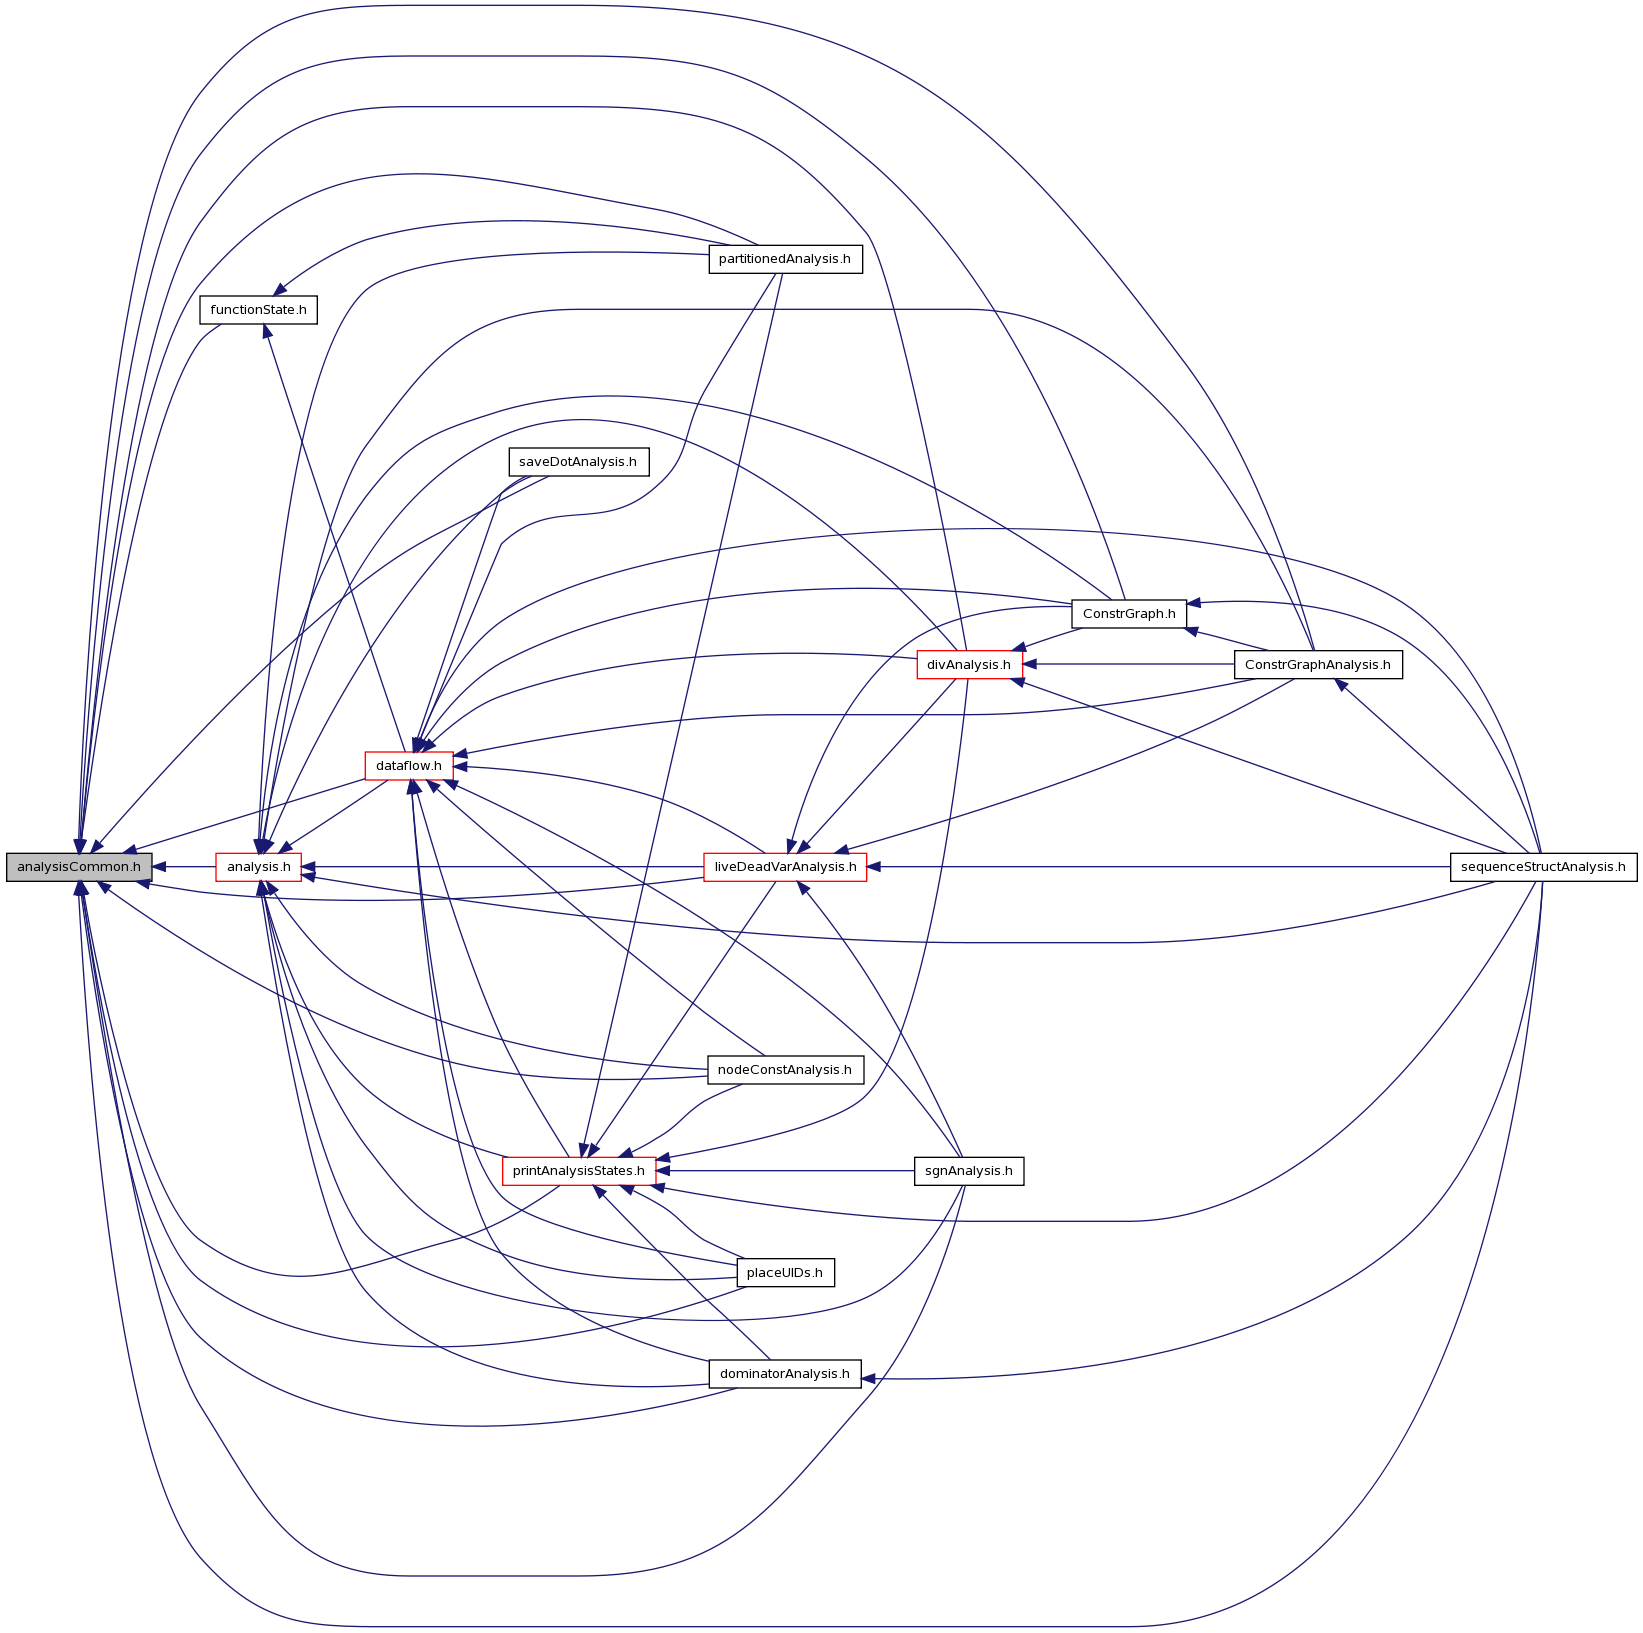 partitionedAnalysis.h
functionState.h
saveDotAnalysis.h
ConstrGraph.h
divAnalysis.h
ConstrGraphAnalysis.h
dataflow.h
analysisCommon.h
analysis.h
liveDeadVarAnalysis.h
sequenceStructAnalysis.h
nodeConstAnalysis.h
printAnalysisStates.h
sgnAnalysis.h
placeUIDs.h
dominatorAnalysis.h